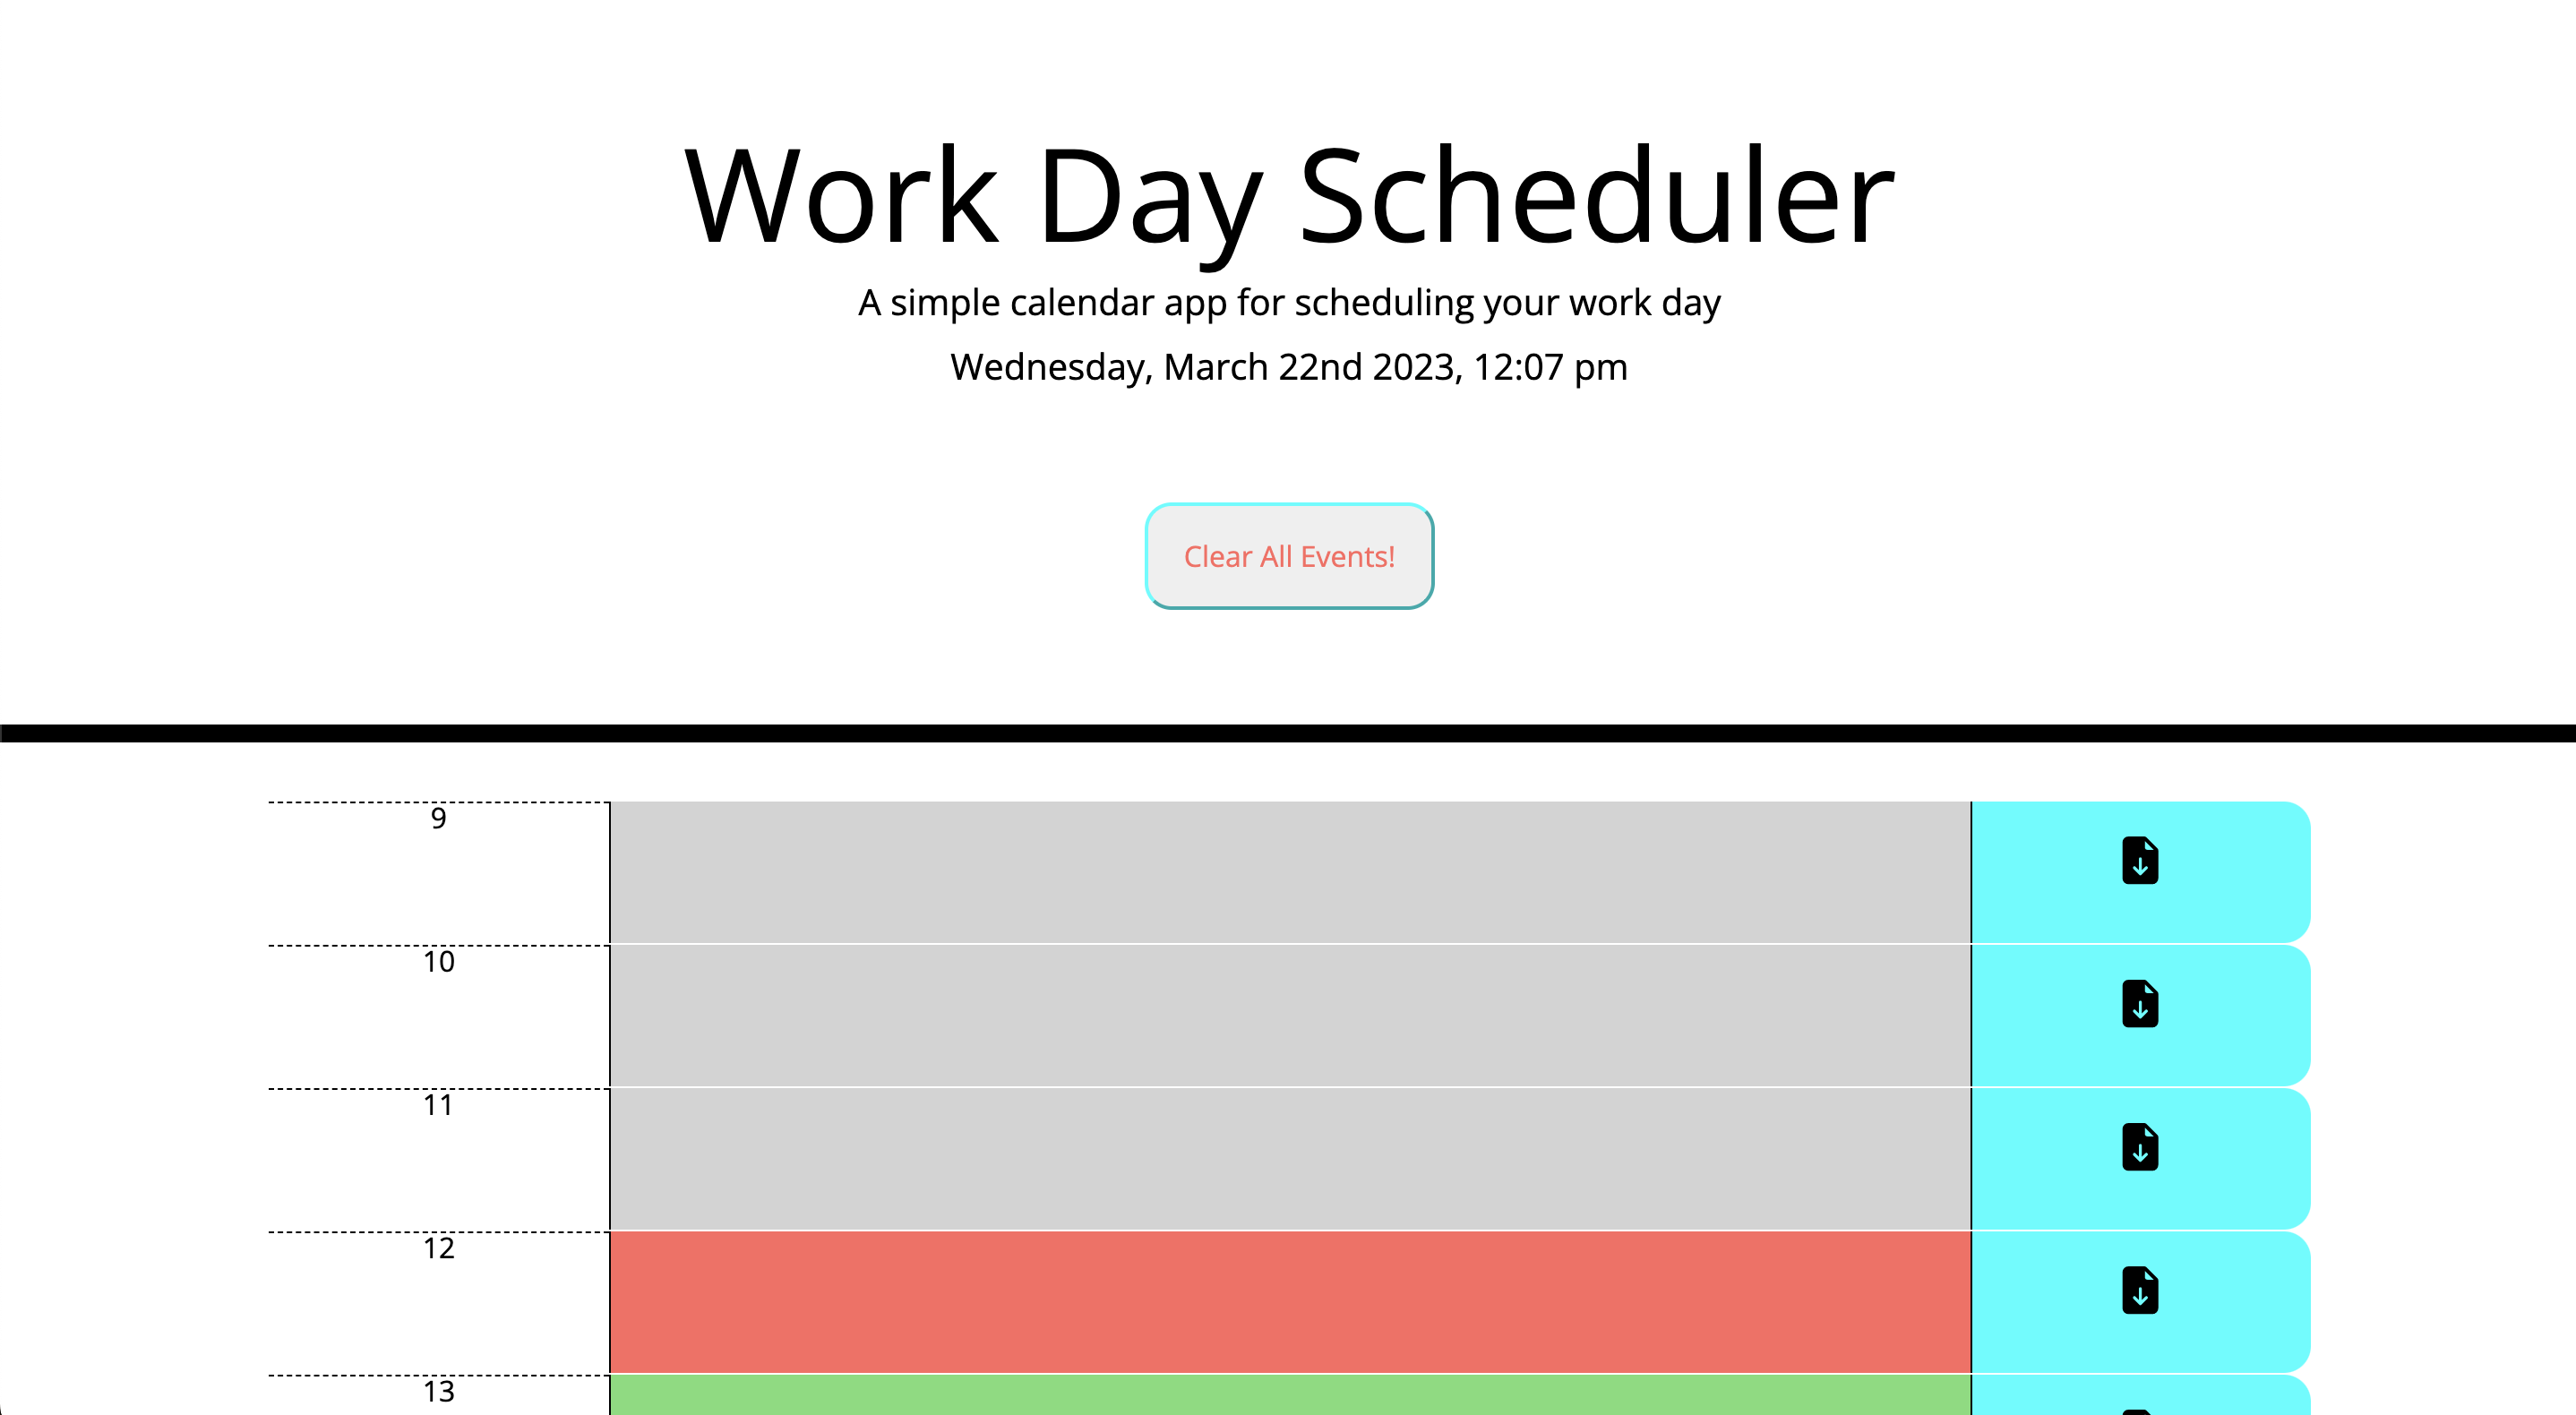 Work Day Scheduler
A simple calendar app for scheduling your work day
Wednesday, March 22nd 2023, 12:07 pm
Clear All Events!
9
10
11
12
13